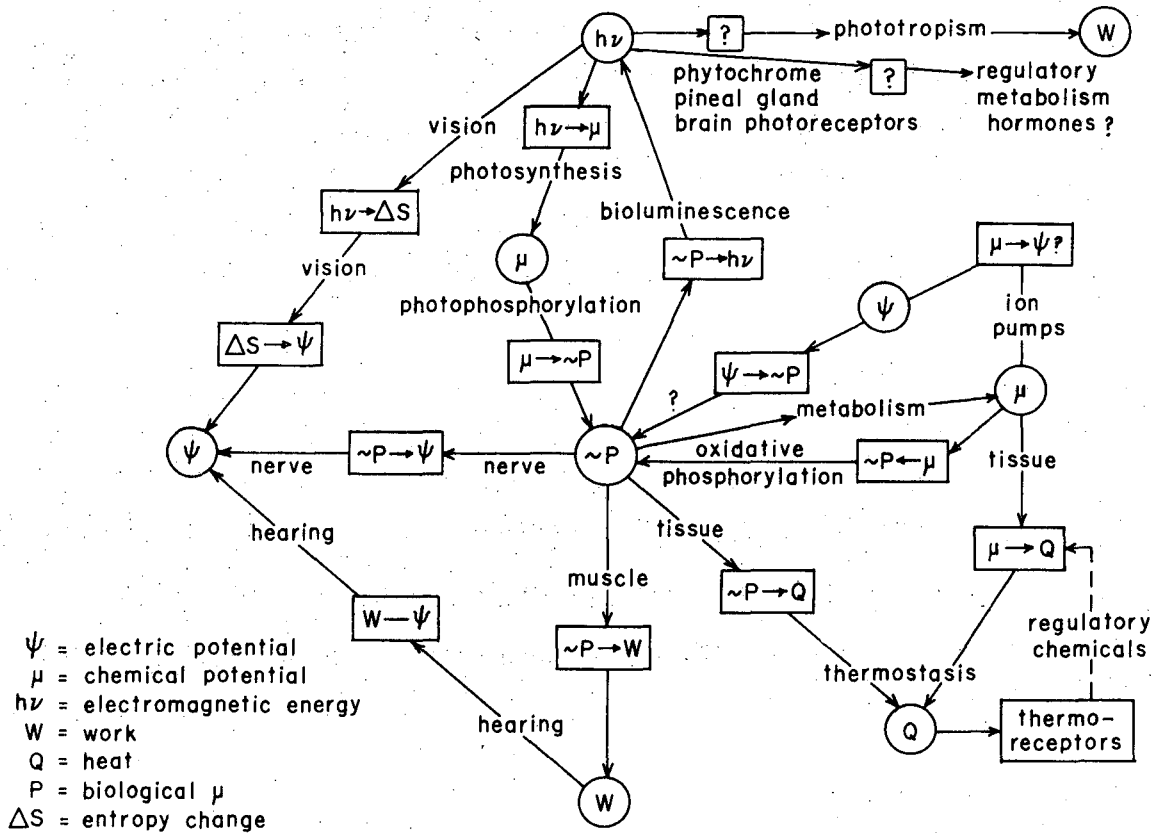 hν
?
phototropism
W
phytochrome
pineal gland
brain photoreceptors
?
regulatory
metabolism
hormones ?
vision
hν→μ
photosynthesis
hν→ΔS
bioluminescence
μ
~P→hν
μ→ψ?
vision
photophosphorylation
ψ
ion
pumps
ΔS→ψ
μ→~P
ψ→~P
?
metabolism
μ
ψ
nerve
~P→ψ
nerve
~P
oxidative
phosphorylation
~P←μ
tissue
hearing
tissue
muscle
~P→Q
μ→Q
W—ψ
~P→W
regulatory
chemicals
thermostasis
hearing
Q
thermo-
receptors
W
ψ = electric potential
μ = chemical potential
hν = electromagnetic energy
W = work
Q = heat
P = biological μ
ΔS = entropy change